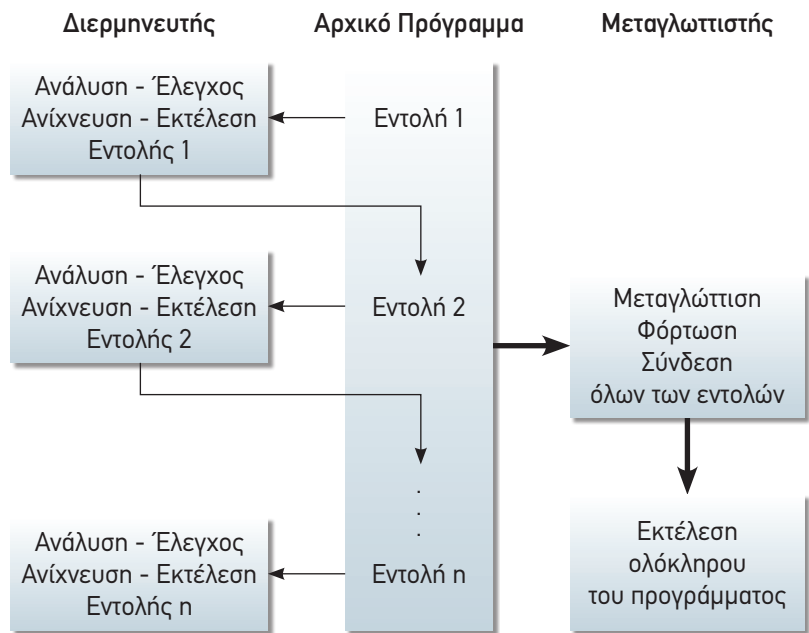 Διερμηνευτής
Αρχικό Πρόγραμμα
Μεταγλωττιστής
Ανάλυση - Έλεγχος
Ανίχνευση - Εκτέλεση
Εντολής 1
Εντολή 1
Ανάλυση - Έλεγχος
Ανίχνευση - Εκτέλεση
Εντολής 2
Εντολή 2
Μεταγλώττιση
Φόρτωση
Σύνδεση
όλων των εντολών
.
.
.
Ανάλυση - Έλεγχος
Ανίχνευση - Εκτέλεση
Εντολής n
Εντολή n
Εκτέλεση
ολόκληρου
του προγράμματος